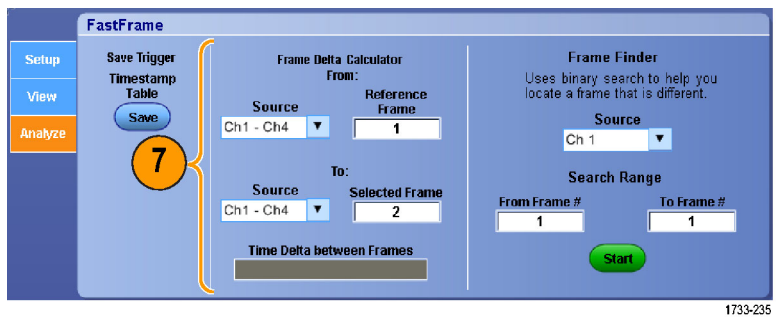 FastFrame
Setup
View
Analyze
Save Trigger
Timestamp
Table
Save
7
Frame Delta Calculator
From:
Source
Reference
Frame
Ch1 - Ch4
1
To:
Source
Selected Frame
Ch1 - Ch4
2
Time Delta between Frames
Frame Finder
Uses binary search to help you
locate a frame that is different.
Source
Ch 1
Search Range
From Frame #
To Frame #
1
1
Start
1733-235